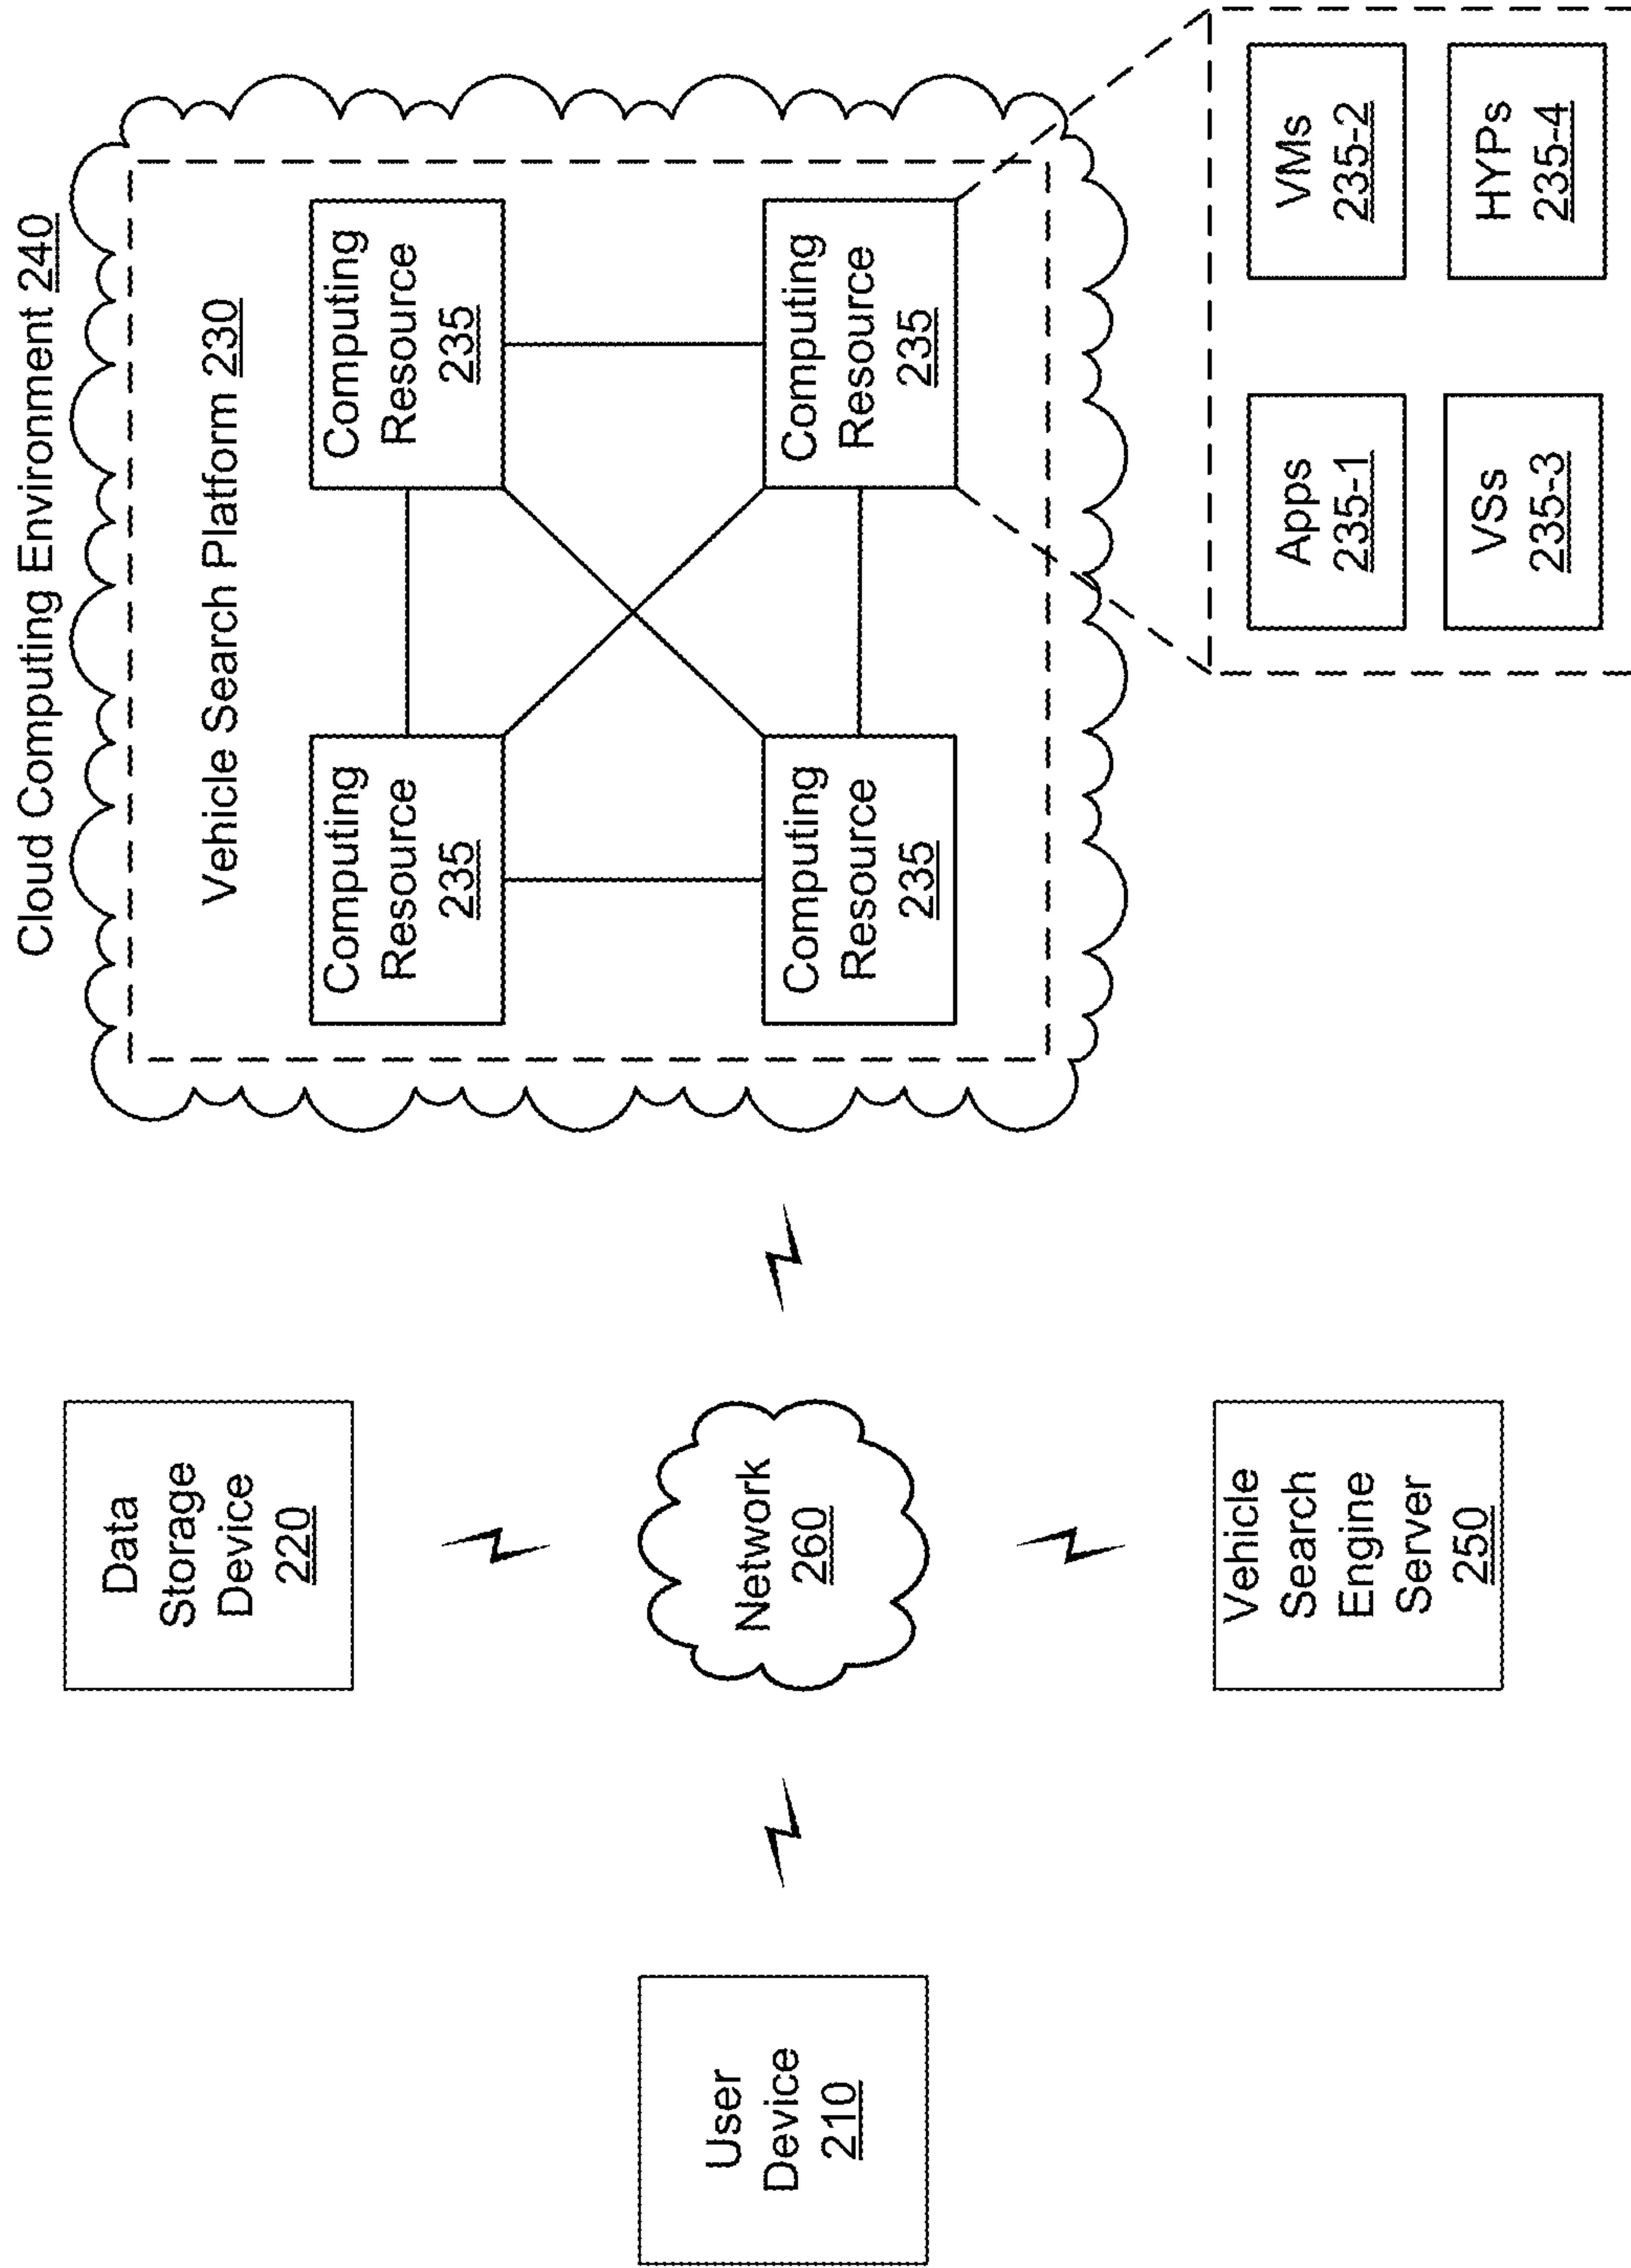 Cloud Computing Environment 240
Vehicle Search Platform 230
Computing
Resource
235
Computing
Resource
235
Computing
Resource
235
Computing
Resource
235
Apps
235-1
VMs
235-2
VSs
235-3
HYPs
235-4
Data
Storage
Device
220
Network
260
User
Device
210
Vehicle
Search
Engine
Server
250